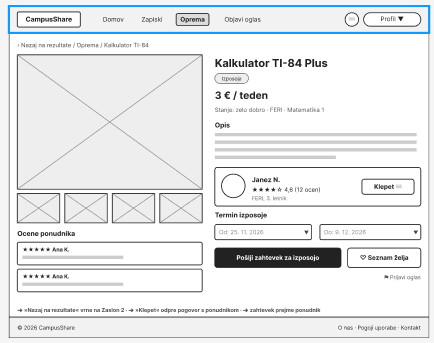 CampusShare Domov Zapiski Oprema Objavi oglas Profil ▼
‹ Nazaj na rezultate / Oprema / Kalkulator TI-84
Kalkulator TI-84 Plus
Izposoja
3 € / teden
Stanje: zelo dobro · FERI · Matematika 1
Opis
Janez N.
★★★★☆ 4,6 (12 ocen)
FERI, 3. letnik
Klepet
Termin izposoje
Od: 25. 11. 2026 ▼ Do: 9. 12. 2026 ▼
Pošlji zahtevek za izposojo ♡ Seznam želja
⚑ Prijavi oglas
Ocene ponudnika
★★★★★ Ana K.
★★★★★ Ana K.
➔ »Nazaj na rezultate« vrne na Zaslon 2 · ➔ »Klepet« odpre pogovor s ponudnikom · ➔ zahtevek prejme ponudnik
© 2026 CampusShare O nas · Pogoji uporabe · Kontakt